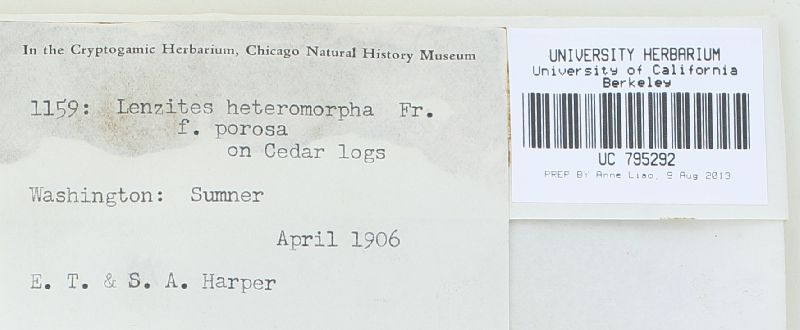 In the Cryptogamic Herbarium, Chicago Natural History Museum
1159: Lenzites heteromorpha Fr.
f. porosa
on Cedar logs
Washington: Sumner
April 1906
E. T. & S. A. Harper
UNIVERSITY HERBARIUM
University of California
Berkeley
UC 795292
PREP BY Anne Liao, 9 Aug 2013